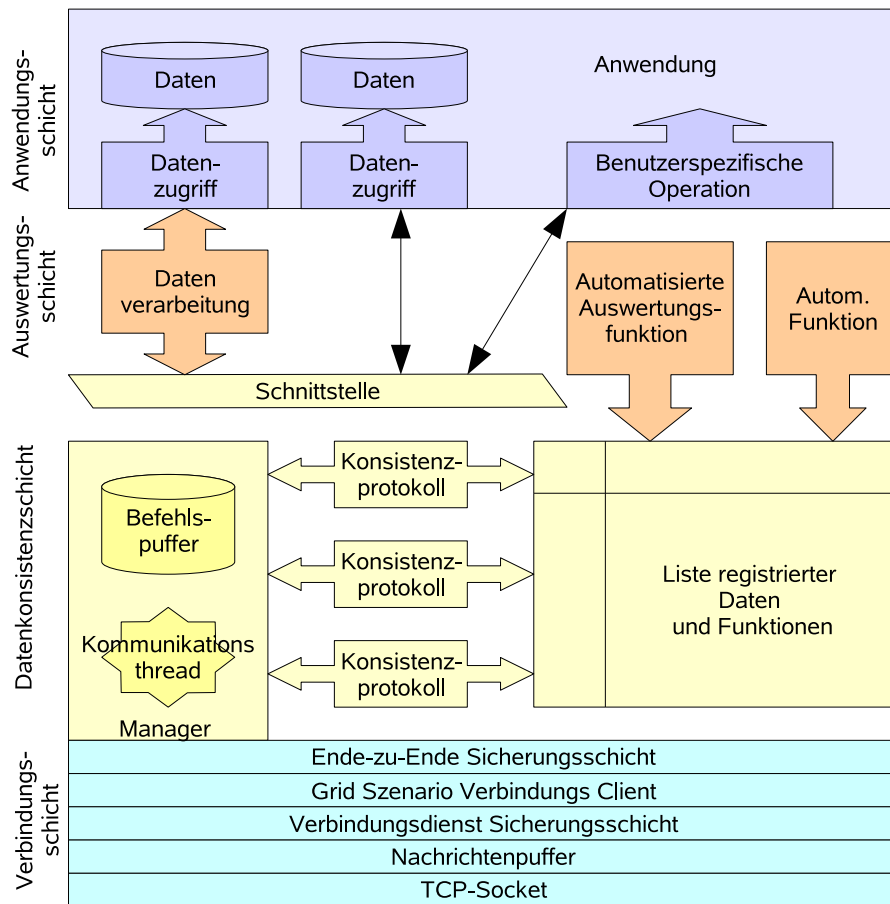 Anwendungs-
schicht
Daten
Daten
Anwendung
Daten-
zugriff
Daten-
zugriff
Benutzerspezifische
Operation
Auswertungs-
schicht
Daten
verarbeitung
Automatisierte
Auswertungs-
funktion
Autom.
Funktion
Schnittstelle
Datenkonsistenzschicht
Befehls-
puffer
Kommunikations
thread
Manager
Konsistenz-
protokoll
Konsistenz-
protokoll
Konsistenz-
protokoll
Liste registrierter
Daten
und Funktionen
Verbindungs-
schicht
Ende-zu-Ende Sicherungsschicht
Grid Szenario Verbindungs Client
Verbindungsdienst Sicherungsschicht
Nachrichtenpuffer
TCP-Socket